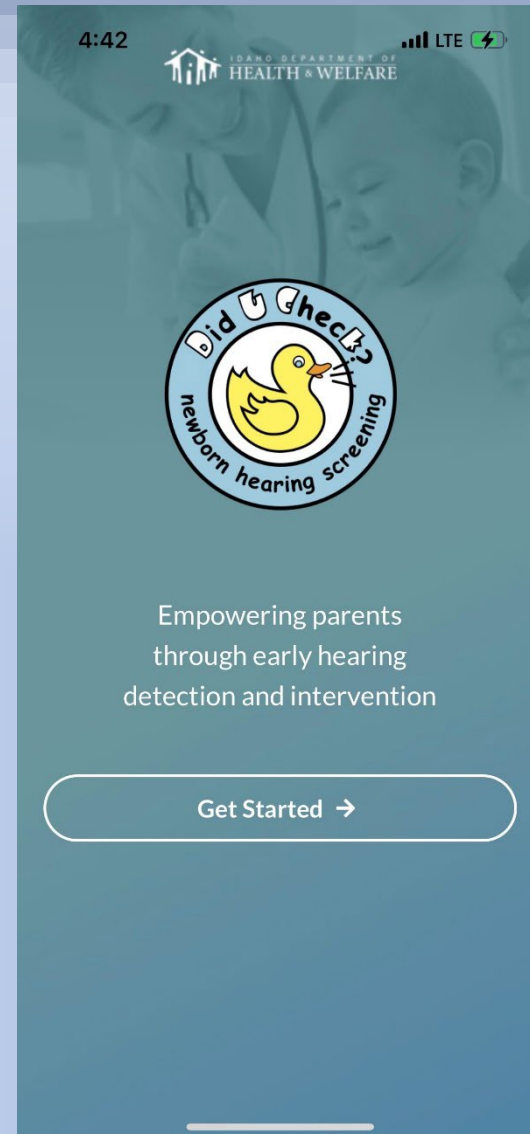 4:42
LTE
IDAHO DEPARTMENT OF
HEALTH & WELFARE
Did U Check?
newborn hearing screening
Empowering parents
through early hearing
detection and intervention
Get Started →